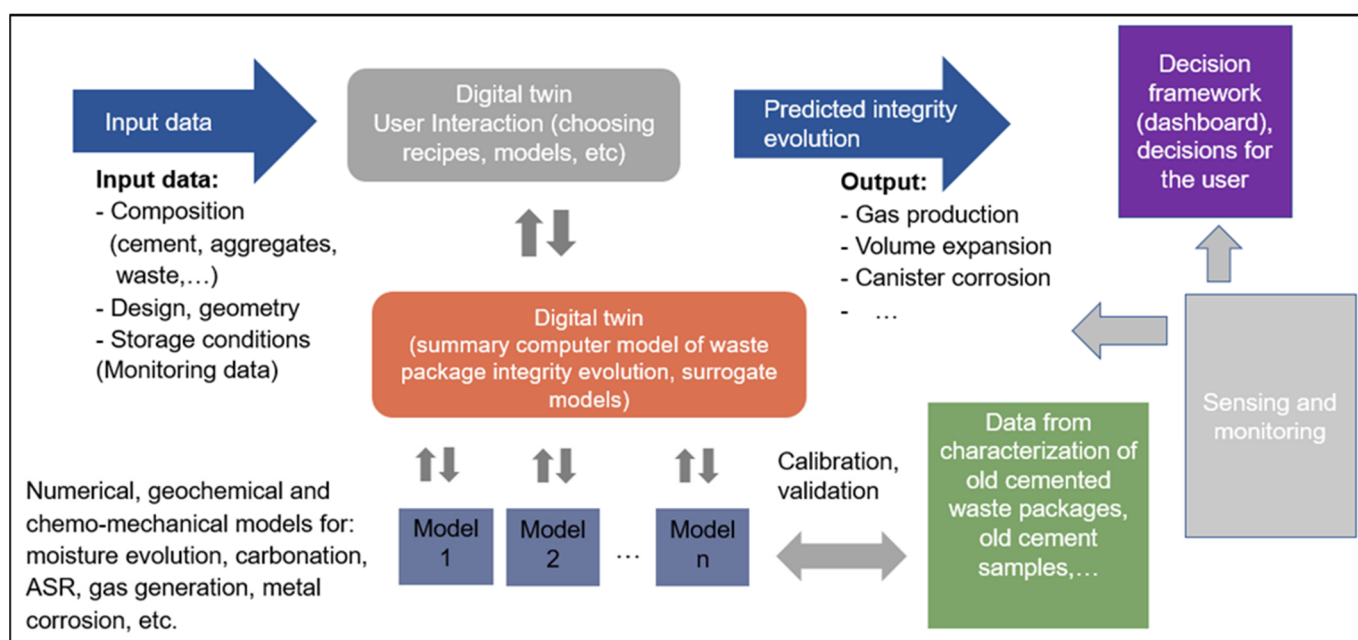 Input data
Input data:
- Composition
(cement, aggregates,
waste,…)
- Design, geometry
- Storage conditions
(Monitoring data)
Digital twin
User Interaction (choosing
recipes, models, etc)
Predicted integrity
evolution
Output:
- Gas production
- Volume expansion
- Canister corrosion
- …
Decision
framework
(dashboard),
decisions for
the user
Digital twin
(summary computer model of waste
package integrity evolution, surrogate
models)
Sensing and
monitoring
Numerical, geochemical and
chemo-mechanical models for:
moisture evolution, carbonation,
ASR, gas generation, metal
corrosion, etc.
Model
1
Model
2
…
Model
n
Calibration,
validation
Data from
characterization of
old cemented
waste packages,
old cement
samples,…